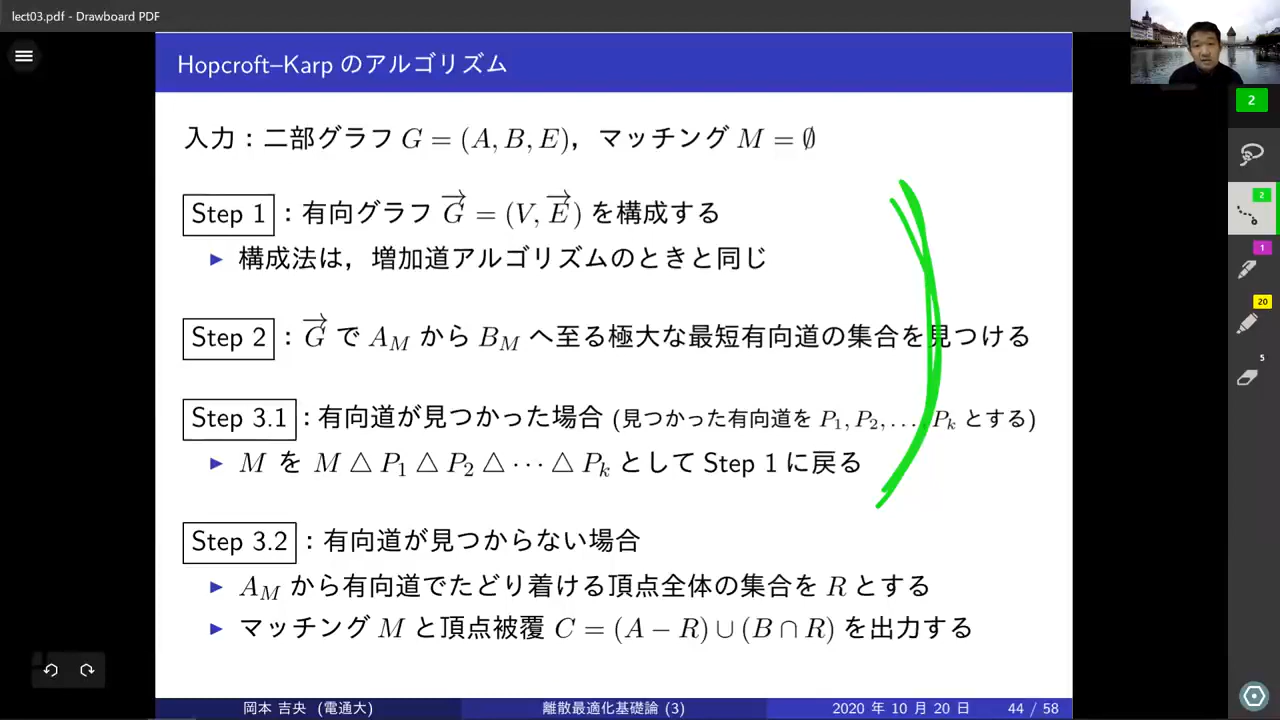 lect03.pdf - Drawboard PDF
Hopcroft–Karp のアルゴリズム
入力：二部グラフ G = (A, B, E)，マッチング M = ∅
Step 1 ：有向グラフ G⃗ = (V, E⃗) を構成する
▶ 構成法は，増加道アルゴリズムのときと同じ
Step 2 ：G⃗ で A_M から B_M へ至る極大な最短有向道の集合を見つける
Step 3.1 ：有向道が見つかった場合 (見つかった有向道を P₁, P₂, . . . , Pₖ とする)
▶ M を M △ P₁ △ P₂ △ · · · △ Pₖ として Step 1 に戻る
Step 3.2 ：有向道が見つからない場合
▶ A_M から有向道でたどり着ける頂点全体の集合を R とする
▶ マッチング M と頂点被覆 C = (A − R) ∪ (B ∩ R) を出力する
岡本 吉央 (電通大) 離散最適化基礎論 (3) 2020 年 10 月 20 日 44 / 58
2
2
1
20
5